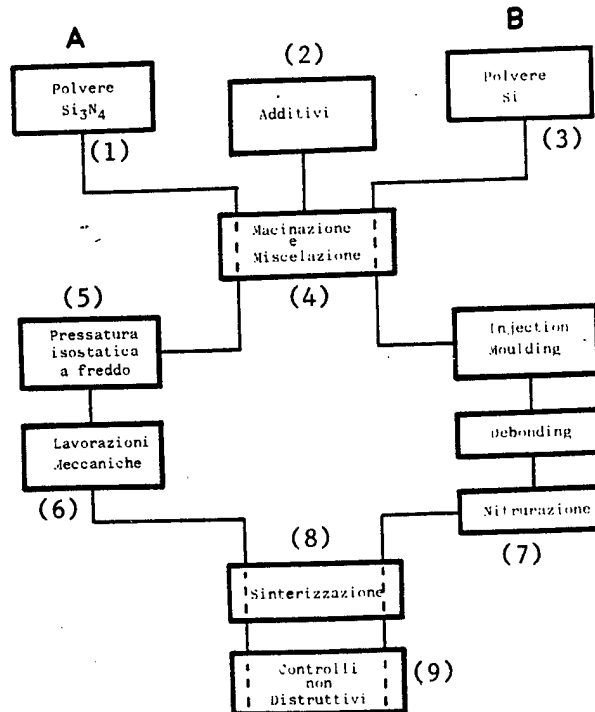 A
B
(2)
Polvere
Si₃N₄
Additivi
Polvere
Si
(1)
(3)
Macinazione
e
Miscelazione
(4)
(5)
Pressatura
isostatica
a freddo
Injection
Moulding
Lavorazioni
Meccaniche
Debonding
(6)
Nitrurazione
(7)
(8)
Sinterizzazione
Controlli
non
Distruttivi
(9)